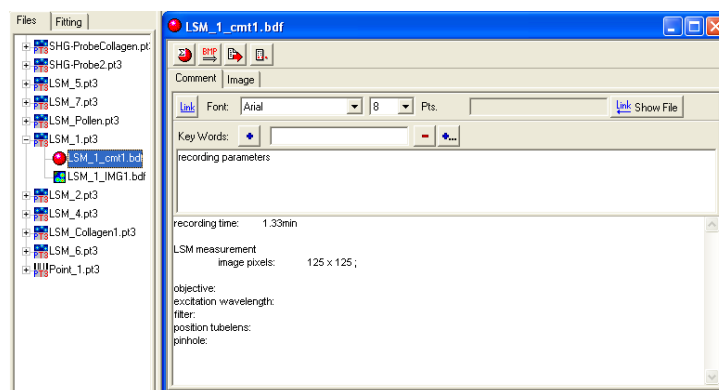 Files Fitting
SHG-ProbeCollagen.pt
SHG-Probe2.pt3
LSM_5.pt3
LSM_7.pt3
LSM_Pollen.pt3
LSM_1.pt3
LSM_1_cmt1.bdf
LSM_1_IMG1.bdf
LSM_2.pt3
LSM_4.pt3
LSM_Collagen1.pt3
LSM_6.pt3
Point_1.pt3
LSM_1_cmt1.bdf
BMP
Comment Image
Link Font: Arial 8 Pts. Link Show File
Key Words:
recording parameters
recording time: 1.33min
LSM measurement
image pixels: 125 x 125 ;
objective:
excitation wavelength:
filter:
position tubelens:
pinhole: